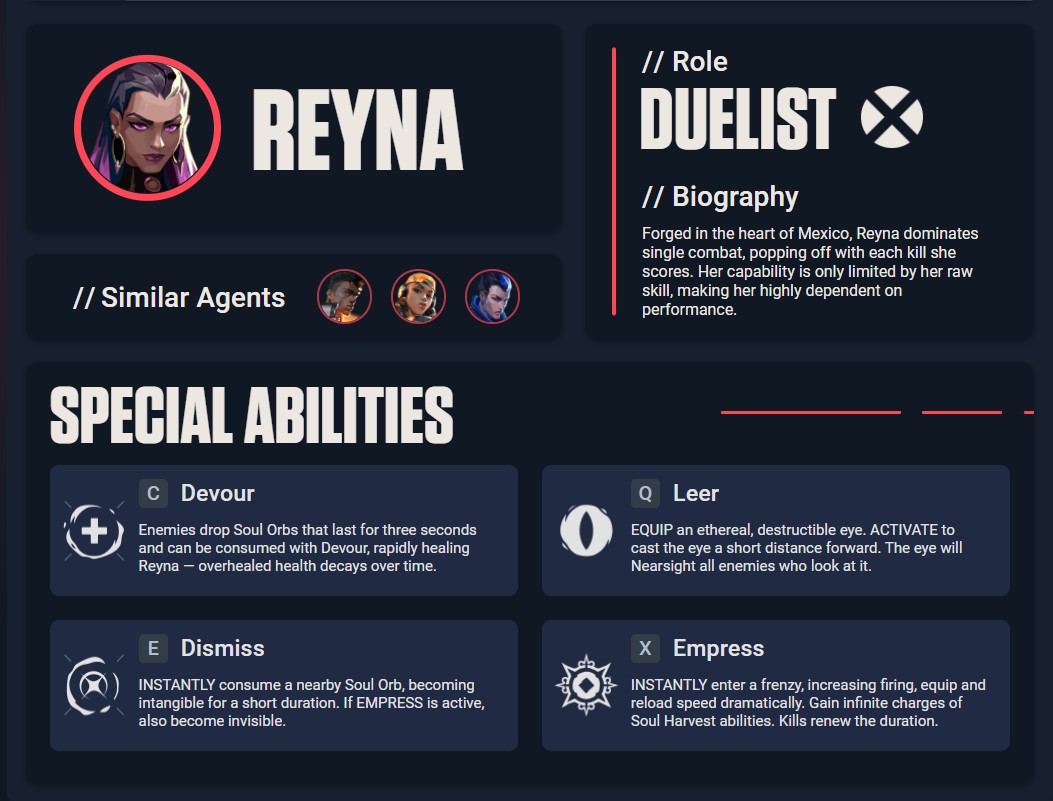 REYNA
// Role
DUELIST
// Biography
Forged in the heart of Mexico, Reyna dominates
single combat, popping off with each kill she
scores. Her capability is only limited by her raw
skill, making her highly dependent on
performance.
// Similar Agents
SPECIAL ABILITIES
C Devour
Enemies drop Soul Orbs that last for three seconds
and can be consumed with Devour, rapidly healing
Reyna — overhealed health decays over time.
Q Leer
EQUIP an ethereal, destructible eye. ACTIVATE to
cast the eye a short distance forward. The eye will
Nearsight all enemies who look at it.
E Dismiss
INSTANTLY consume a nearby Soul Orb, becoming
intangible for a short duration. If EMPRESS is active,
also become invisible.
X Empress
INSTANTLY enter a frenzy, increasing firing, equip and
reload speed dramatically. Gain infinite charges of
Soul Harvest abilities. Kills renew the duration.